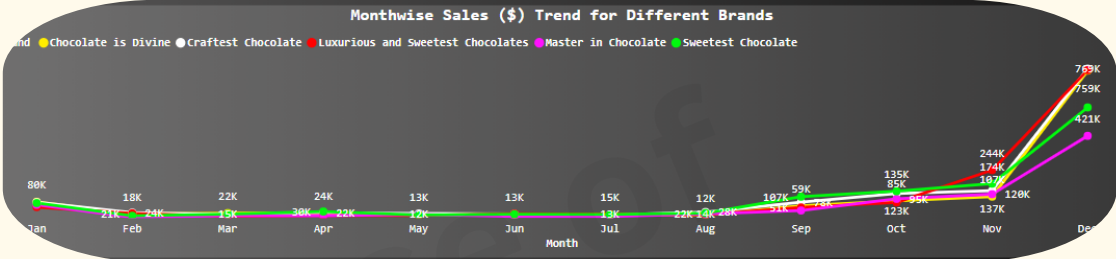 Monthwise Sales ($) Trend for Different Brands
Chocolate is Divine Craftest Chocolate Luxurious and Sweetest Chocolates Master in Chocolate Sweetest Chocolate
769K
759K
421K
244K
174K
107K
120K
137K
135K
85K
95K
123K
107K
59K
78K
51K
12K
22K
14K
28K
15K
13K
13K
13K
12K
24K
30K
22K
22K
15K
18K
21K
24K
80K
Jan Feb Mar Apr May Jun Jul Aug Sep Oct Nov
Month
of